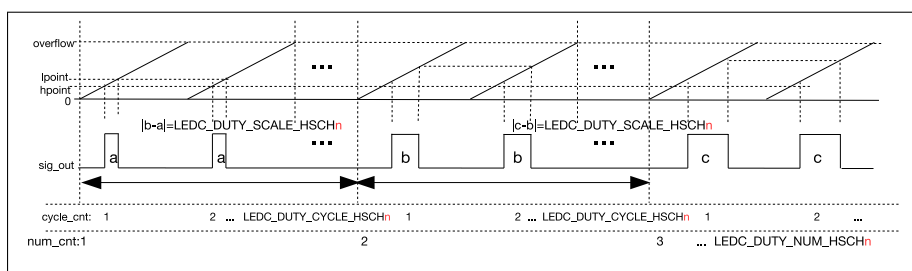 overflow
lpoint
hpoint
0
|b-a|=LEDC_DUTY_SCALE_HSCHn |c-b|=LEDC_DUTY_SCALE_HSCHn
sig_out a a b b c c
cycle_cnt: 1 2 ... LEDC_DUTY_CYCLE_HSCHn 1 2 ... LEDC_DUTY_CYCLE_HSCHn 1 2 ...
num_cnt:1 2 3 ... LEDC_DUTY_NUM_HSCHn